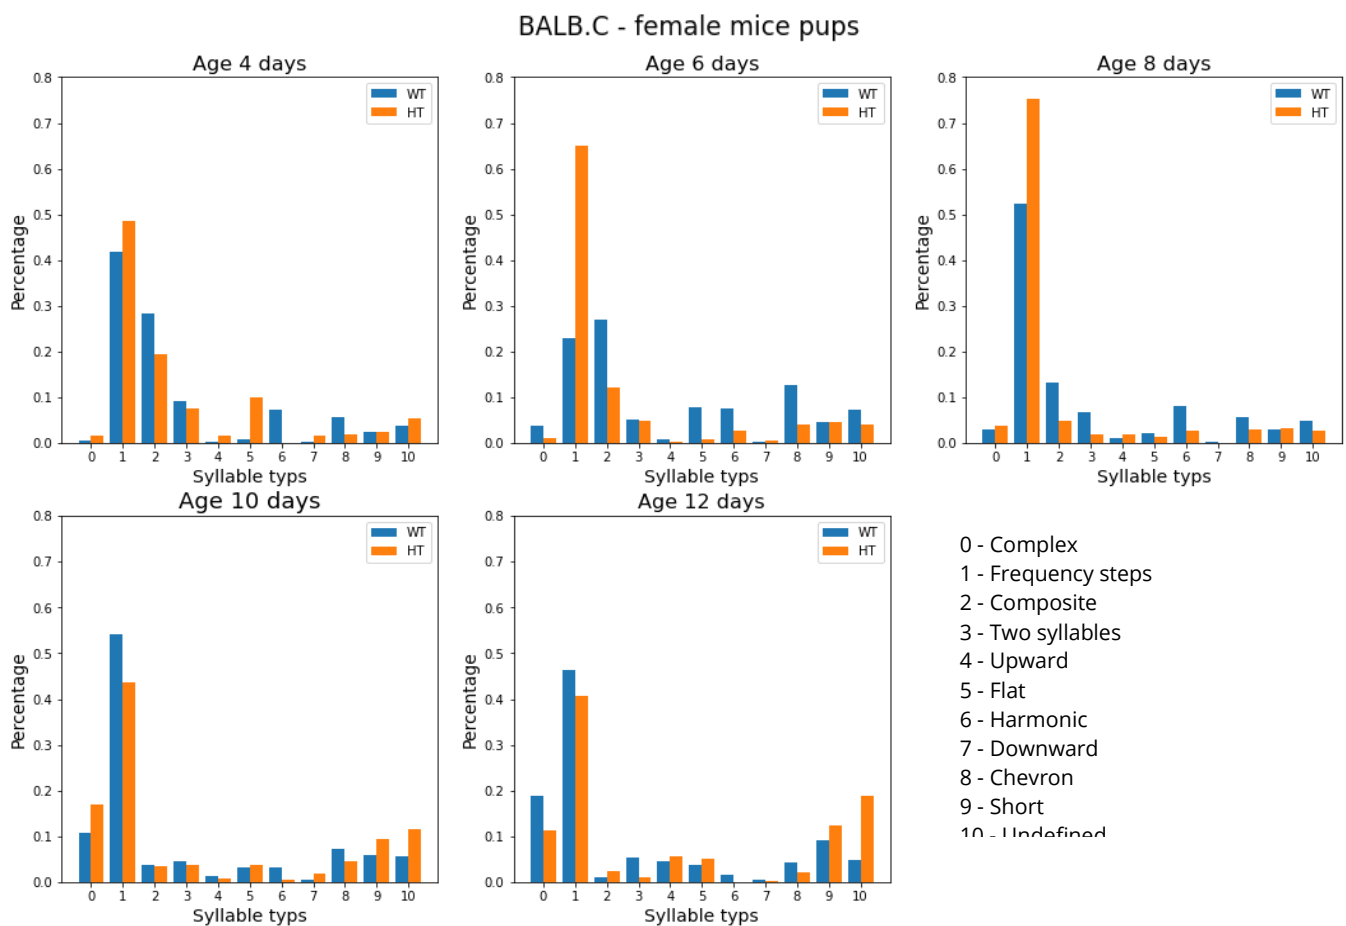 BALB.C - female mice pups
Age 4 days
0.8
0.7
0.6
0.5
0.4
0.3
0.2
0.1
0.0
Percentage
WT
HT
0 1 2 3 4 5 6 7 8 9 10
Syllable typs
Age 6 days
0.8
0.7
0.6
0.5
0.4
0.3
0.2
0.1
0.0
Percentage
WT
HT
0 1 2 3 4 5 6 7 8 9 10
Syllable typs
Age 8 days
0.8
0.7
0.6
0.5
0.4
0.3
0.2
0.1
0.0
Percentage
WT
HT
0 1 2 3 4 5 6 7 8 9 10
Syllable typs
Age 10 days
0.8
0.7
0.6
0.5
0.4
0.3
0.2
0.1
0.0
Percentage
WT
HT
0 1 2 3 4 5 6 7 8 9 10
Syllable typs
Age 12 days
0.8
0.7
0.6
0.5
0.4
0.3
0.2
0.1
0.0
Percentage
WT
HT
0 1 2 3 4 5 6 7 8 9 10
Syllable typs
0 - Complex
1 - Frequency steps
2 - Composite
3 - Two syllables
4 - Upward
5 - Flat
6 - Harmonic
7 - Downward
8 - Chevron
9 - Short
10 - Undefined